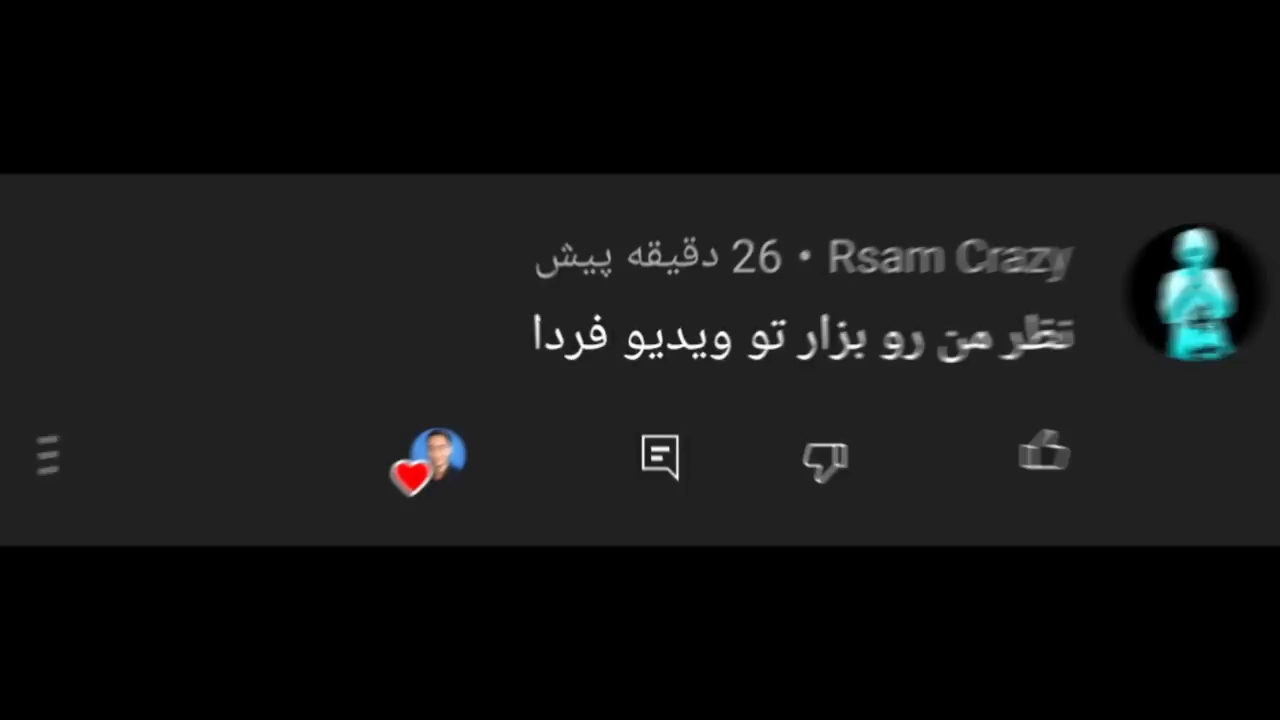 Rsam Crazy • 26 دقیقه پیش
نظر من رو بزار تو ویدیو فردا